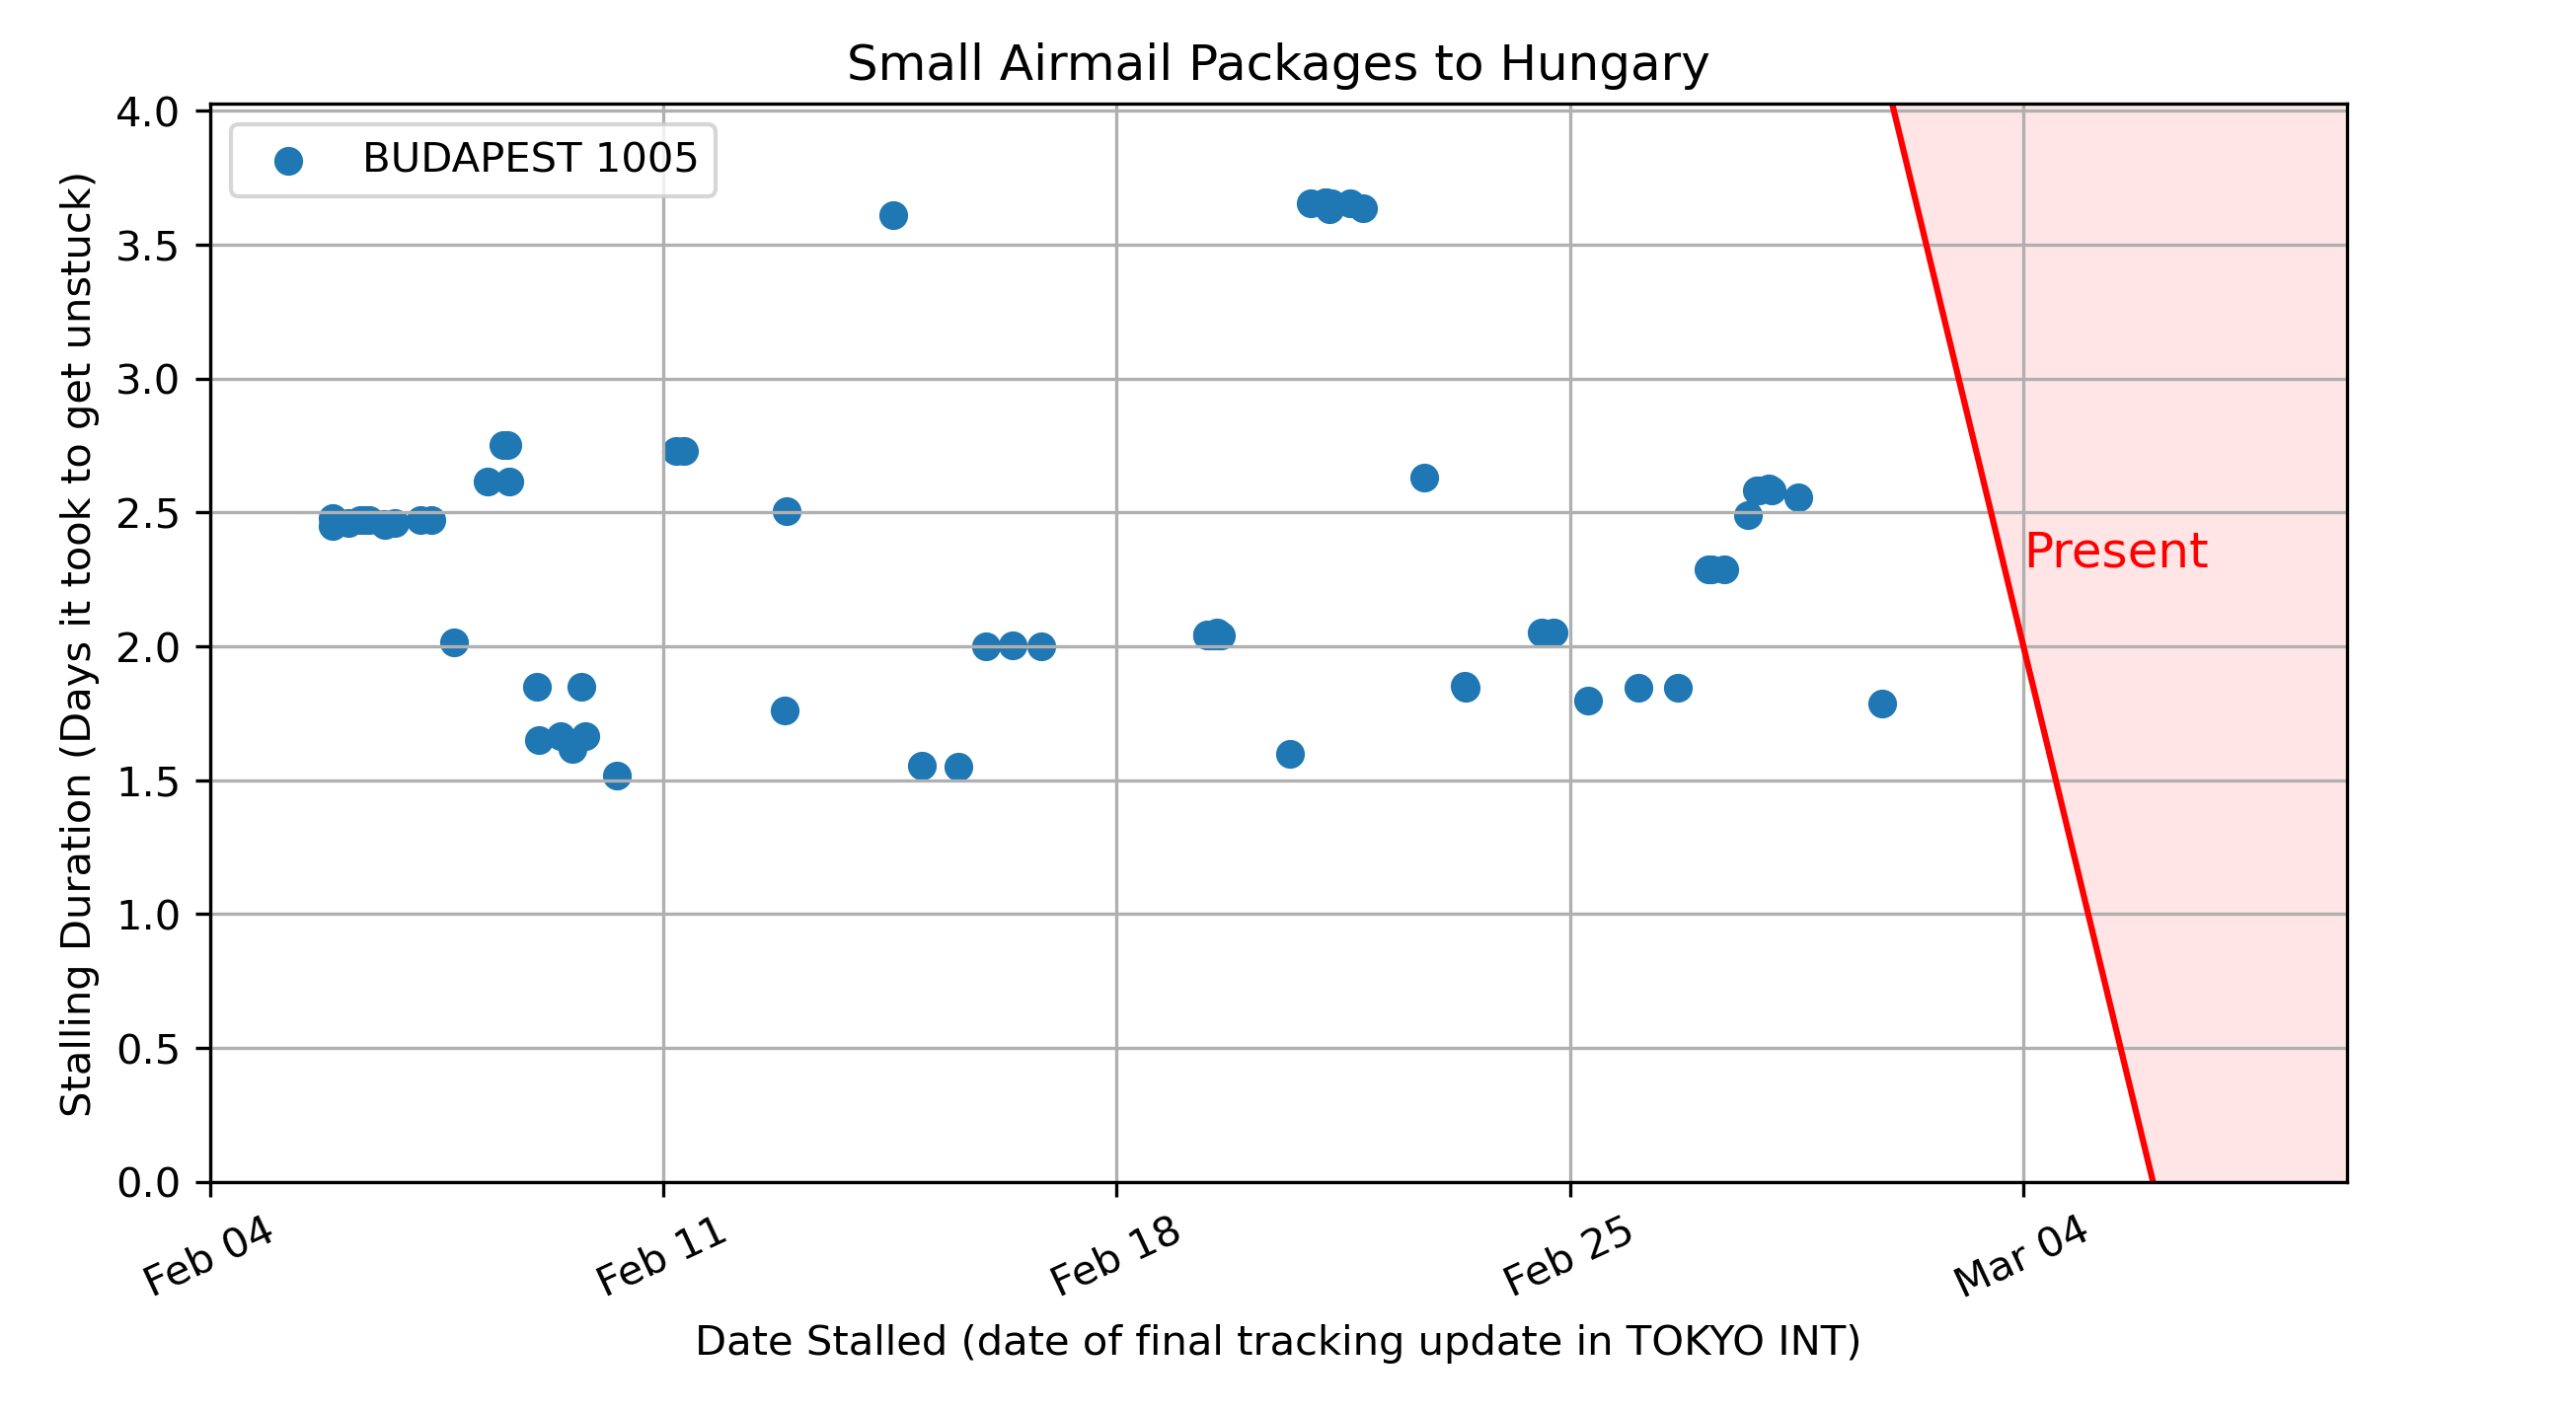 Small Airmail Packages to Hungary
BUDAPEST 1005
4.0
3.5
3.0
2.5
2.0
1.5
1.0
0.5
0.0
Stalling Duration (Days it took to get unstuck)
Present
Feb 04
Feb 11
Feb 18
Feb 25
Mar 04
Date Stalled (date of final tracking update in TOKYO INT)